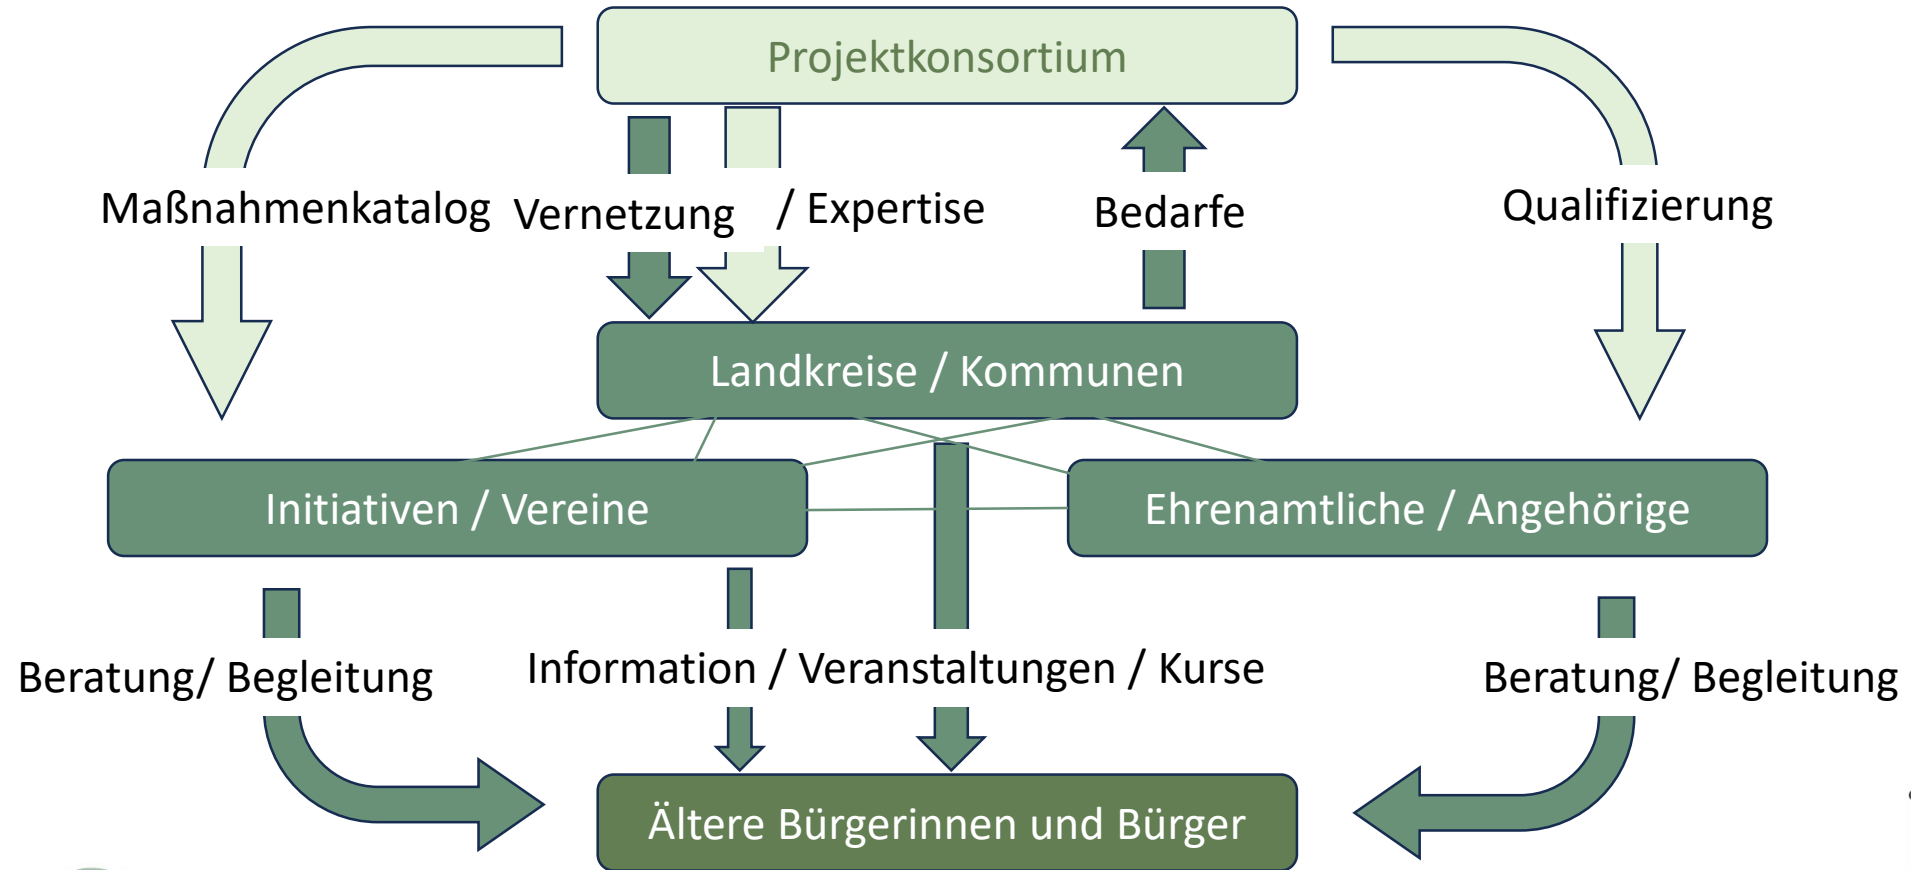 Projektkonsortium
Maßnahmenkatalog
Vernetzung
/ Expertise
Bedarfe
Qualifizierung
Landkreise / Kommunen
Initiativen / Vereine
Ehrenamtliche / Angehörige
Beratung/ Begleitung
Information / Veranstaltungen / Kurse
Beratung/ Begleitung
Ältere Bürgerinnen und Bürger